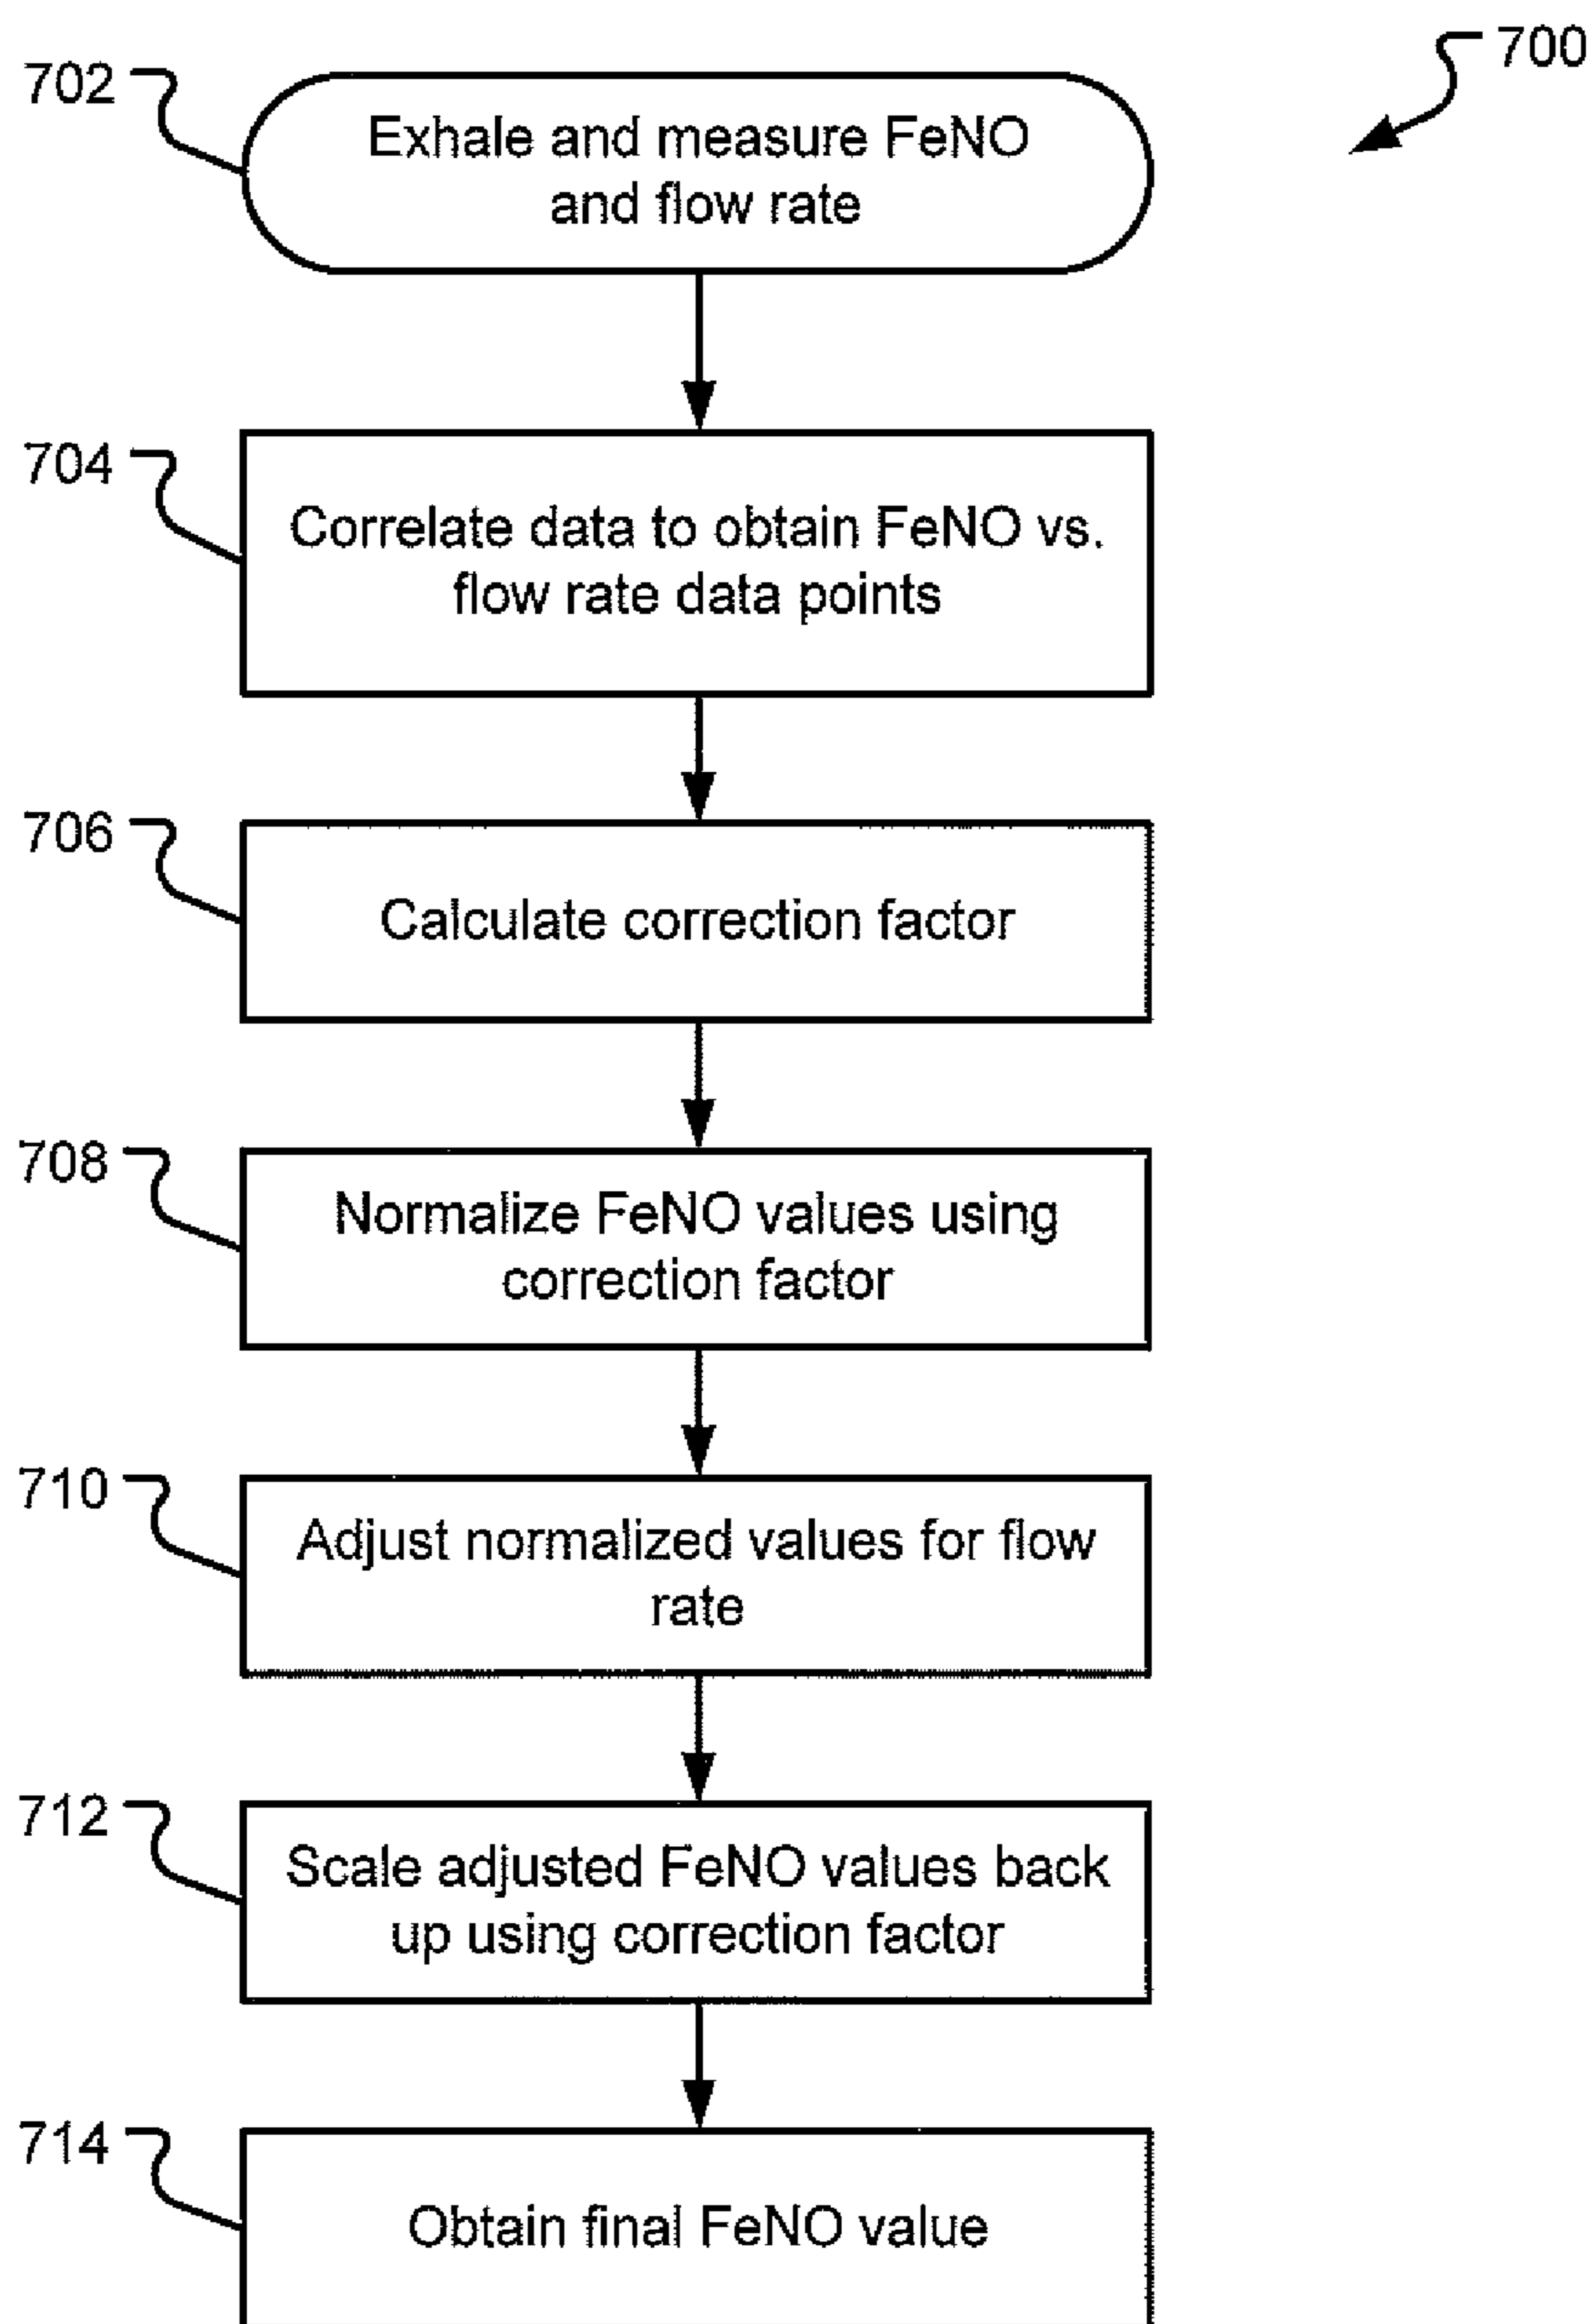 700
702
Exhale and measure FeNO
and flow rate
704
Correlate data to obtain FeNO vs.
flow rate data points
706
Calculate correction factor
708
Normalize FeNO values using
correction factor
710
Adjust normalized values for flow
rate
712
Scale adjusted FeNO values back
up using correction factor
714
Obtain final FeNO value